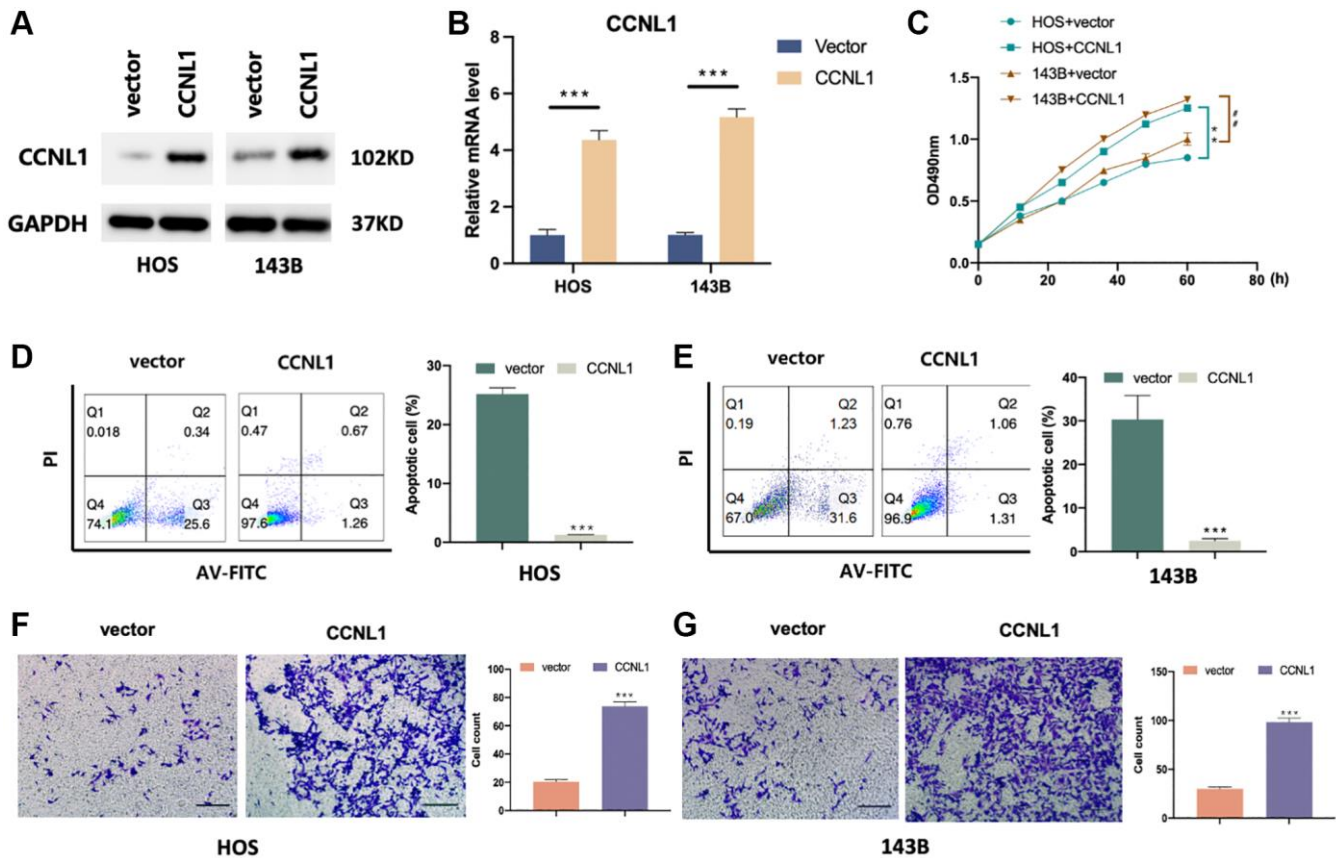 A
vector
CCNL1
vector
CCNL1
CCNL1
102KD
GAPDH
37KD
HOS
143B
B
CCNL1
Relative mRNA level
8
6
4
2
0
***
***
HOS
143B
Vector
CCNL1
C
HOS+vector
HOS+CCNL1
143B+vector
143B+CCNL1
OD490nm
1.5
1.0
0.5
0.0
0
20
40
60
80
(h)
**
##
D
vector
CCNL1
PI
Q1
0.018
Q2
0.34
Q4
74.1
Q3
25.6
Q1
0.47
Q2
0.67
Q4
97.6
Q3
1.26
AV-FITC
vector
CCNL1
Apoptotic cell (%)
30
20
10
0
***
HOS
E
vector
CCNL1
PI
Q1
0.19
Q2
1.23
Q4
67.0
Q3
31.6
Q1
0.76
Q2
1.06
Q4
96.9
Q3
1.31
AV-FITC
vector
CCNL1
Apoptotic cell (%)
40
30
20
10
0
***
143B
F
vector
CCNL1
vector
CCNL1
Cell count
100
80
60
40
20
0
***
HOS
G
vector
CCNL1
vector
CCNL1
Cell count
150
100
50
0
***
143B